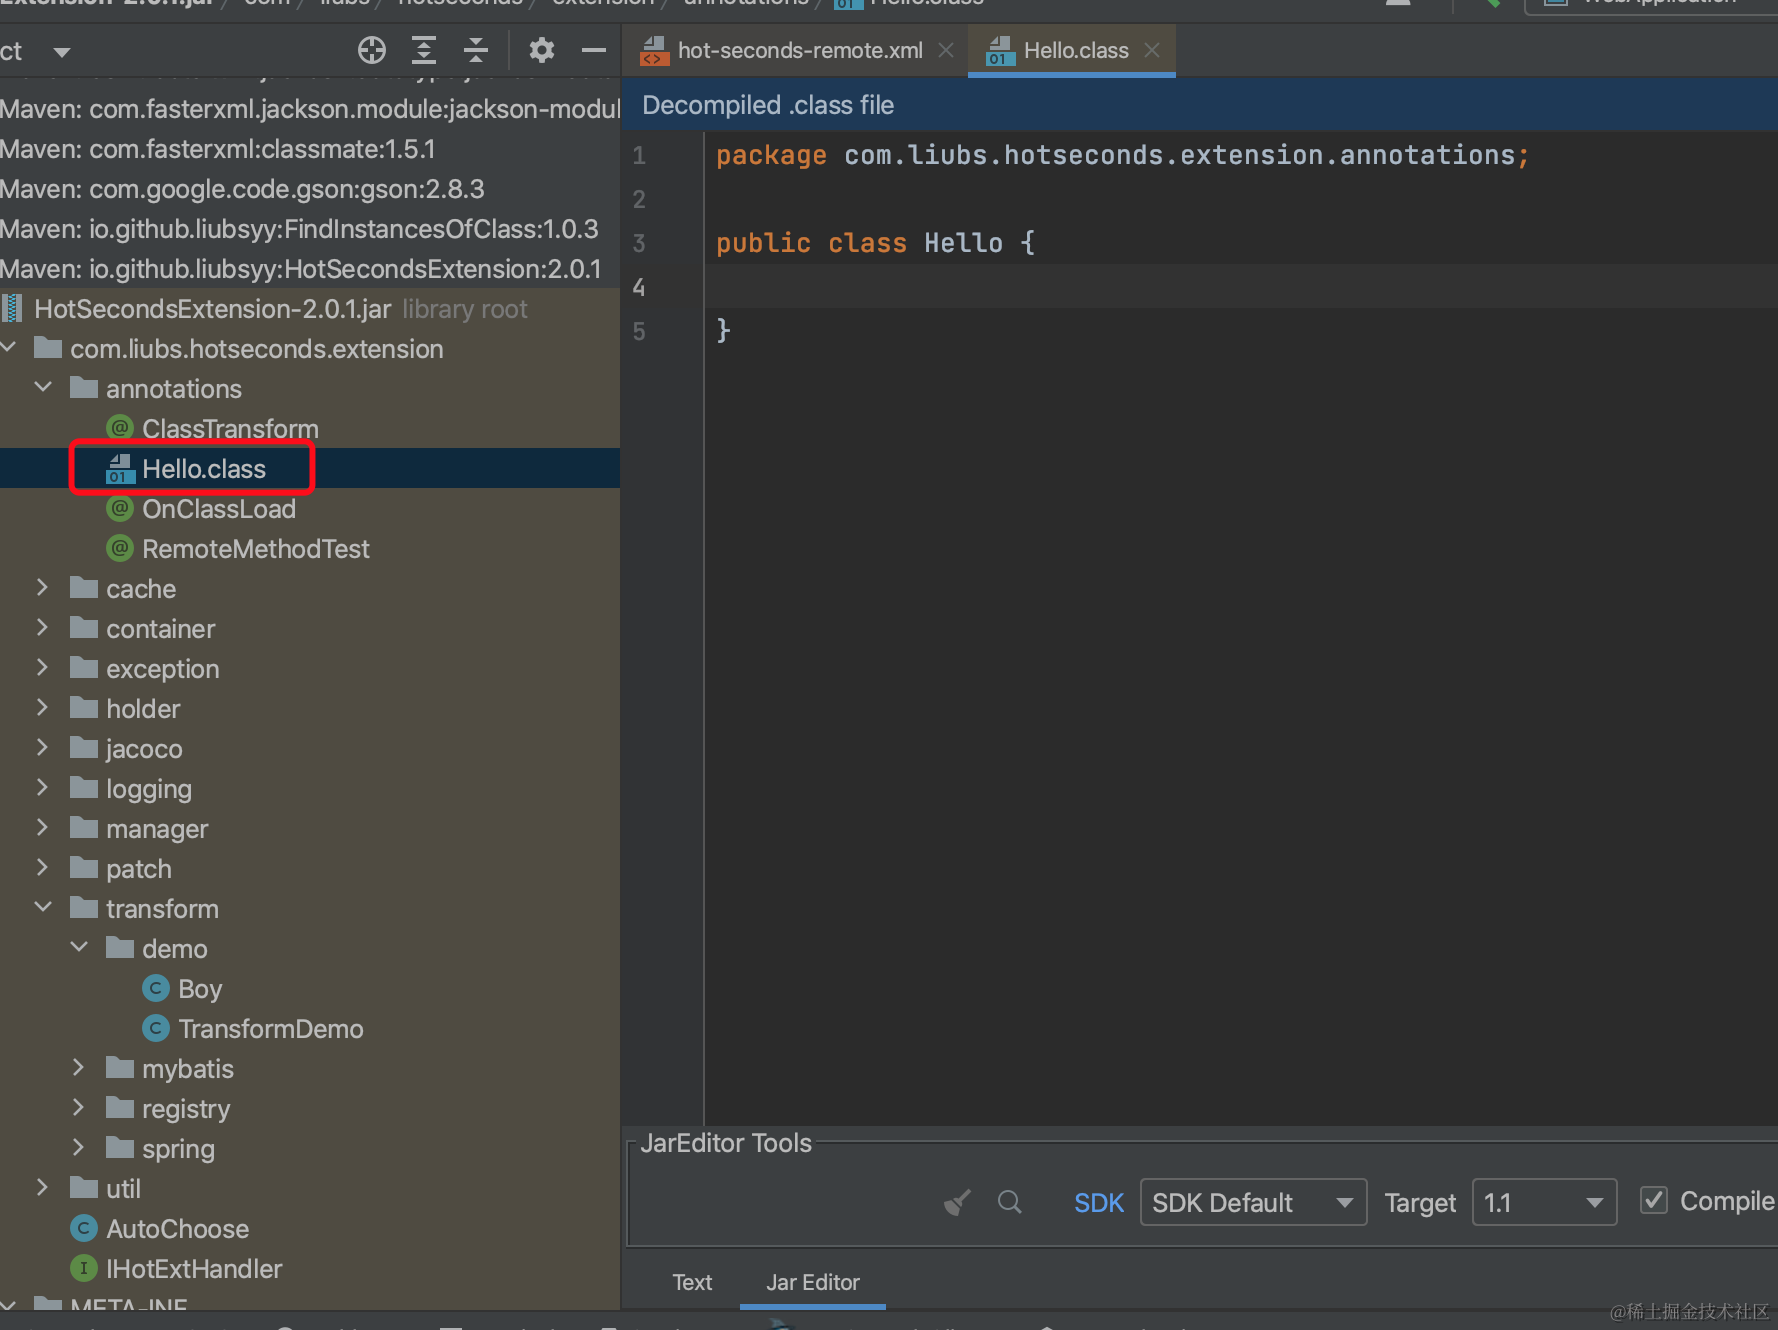 Extension-2.0.1.jar com liubs hotseconds extension annotations Hello.class
WebApplication
ct
hot-seconds-remote.xml
Hello.class
Maven: com.fasterxml.jackson.module:jackson-modul
Maven: com.fasterxml:classmate:1.5.1
Maven: com.google.code.gson:gson:2.8.3
Maven: io.github.liubsyy:FindInstancesOfClass:1.0.3
Maven: io.github.liubsyy:HotSecondsExtension:2.0.1
HotSecondsExtension-2.0.1.jar library root
com.liubs.hotseconds.extension
annotations
@ ClassTransform
01 Hello.class
@ OnClassLoad
@ RemoteMethodTest
cache
container
exception
holder
jacoco
logging
manager
patch
transform
demo
C Boy
C TransformDemo
mybatis
registry
spring
util
C AutoChoose
I IHotExtHandler
META-INF
Decompiled .class file
1 package com.liubs.hotseconds.extension.annotations;
2
3 public class Hello {
4
5 }
JarEditor Tools
SDK SDK Default Target 1.1 Compile
Text Jar Editor
@稀土掘金技术社区